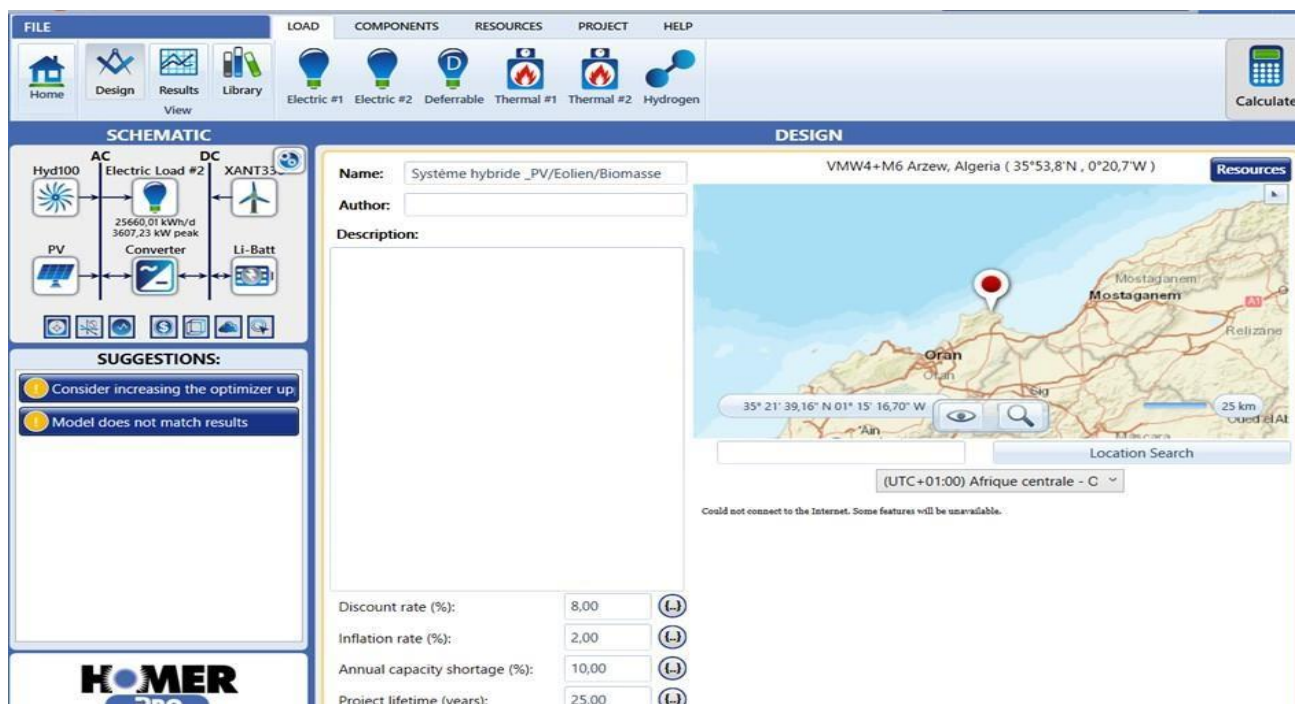 FILE
LOAD
COMPONENTS
RESOURCES
PROJECT
HELP
Home
Design
Results
Library
View
Electric #1
Electric #2
Deferrable
Thermal #1
Thermal #2
Hydrogen
Calculate
SCHEMATIC
AC
DC
Hyd100
Electric Load #2
25660,01 kWh/d
3607,23 kW peak
PV
Converter
Li-Batt
SUGGESTIONS:
Consider increasing the optimizer
Model does not match results
HOMER
DESIGN
Name:
Système hybride _PV/Eolien/Biomasse
Author:
Description:
Discount rate (%):
8,00
Inflation rate (%):
2,00
Annual capacity shortage (%):
10,00
Project lifetime (years):
25,00
VMW4+M6 Arzew, Algeria ( 35°53,8'N , 0°20,7'W )
Resources
Mostaganem
Mostaganem
A1
Relizane
Oran
Oran
Sig
35° 21' 39,16" N 01° 15' 16,70" W
25 km
'Ain
Mascara
Location Search
(UTC+01:00) Afrique centrale - O
Could not connect to the Internet. Some features will be unavailable.